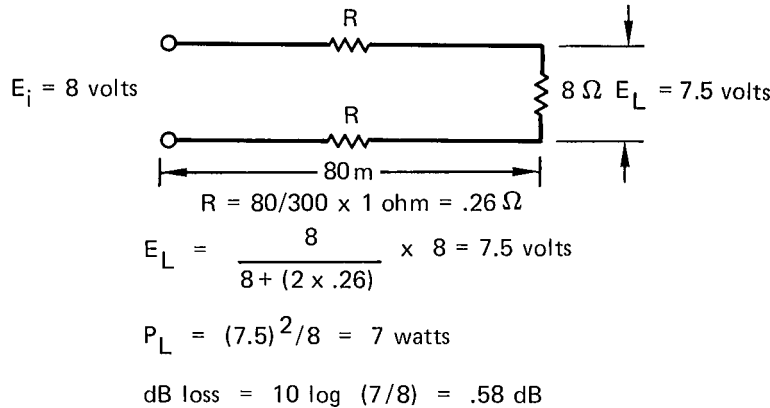 R
E_i = 8 volts
8 Ω E_L = 7.5 volts
R
80 m
R = 80/300 x 1 ohm = .26 Ω
E_L = 8 / 8 + (2 x .26) x 8 = 7.5 volts
P_L = (7.5)^2/8 = 7 watts
dB loss = 10 log (7/8) = .58 dB